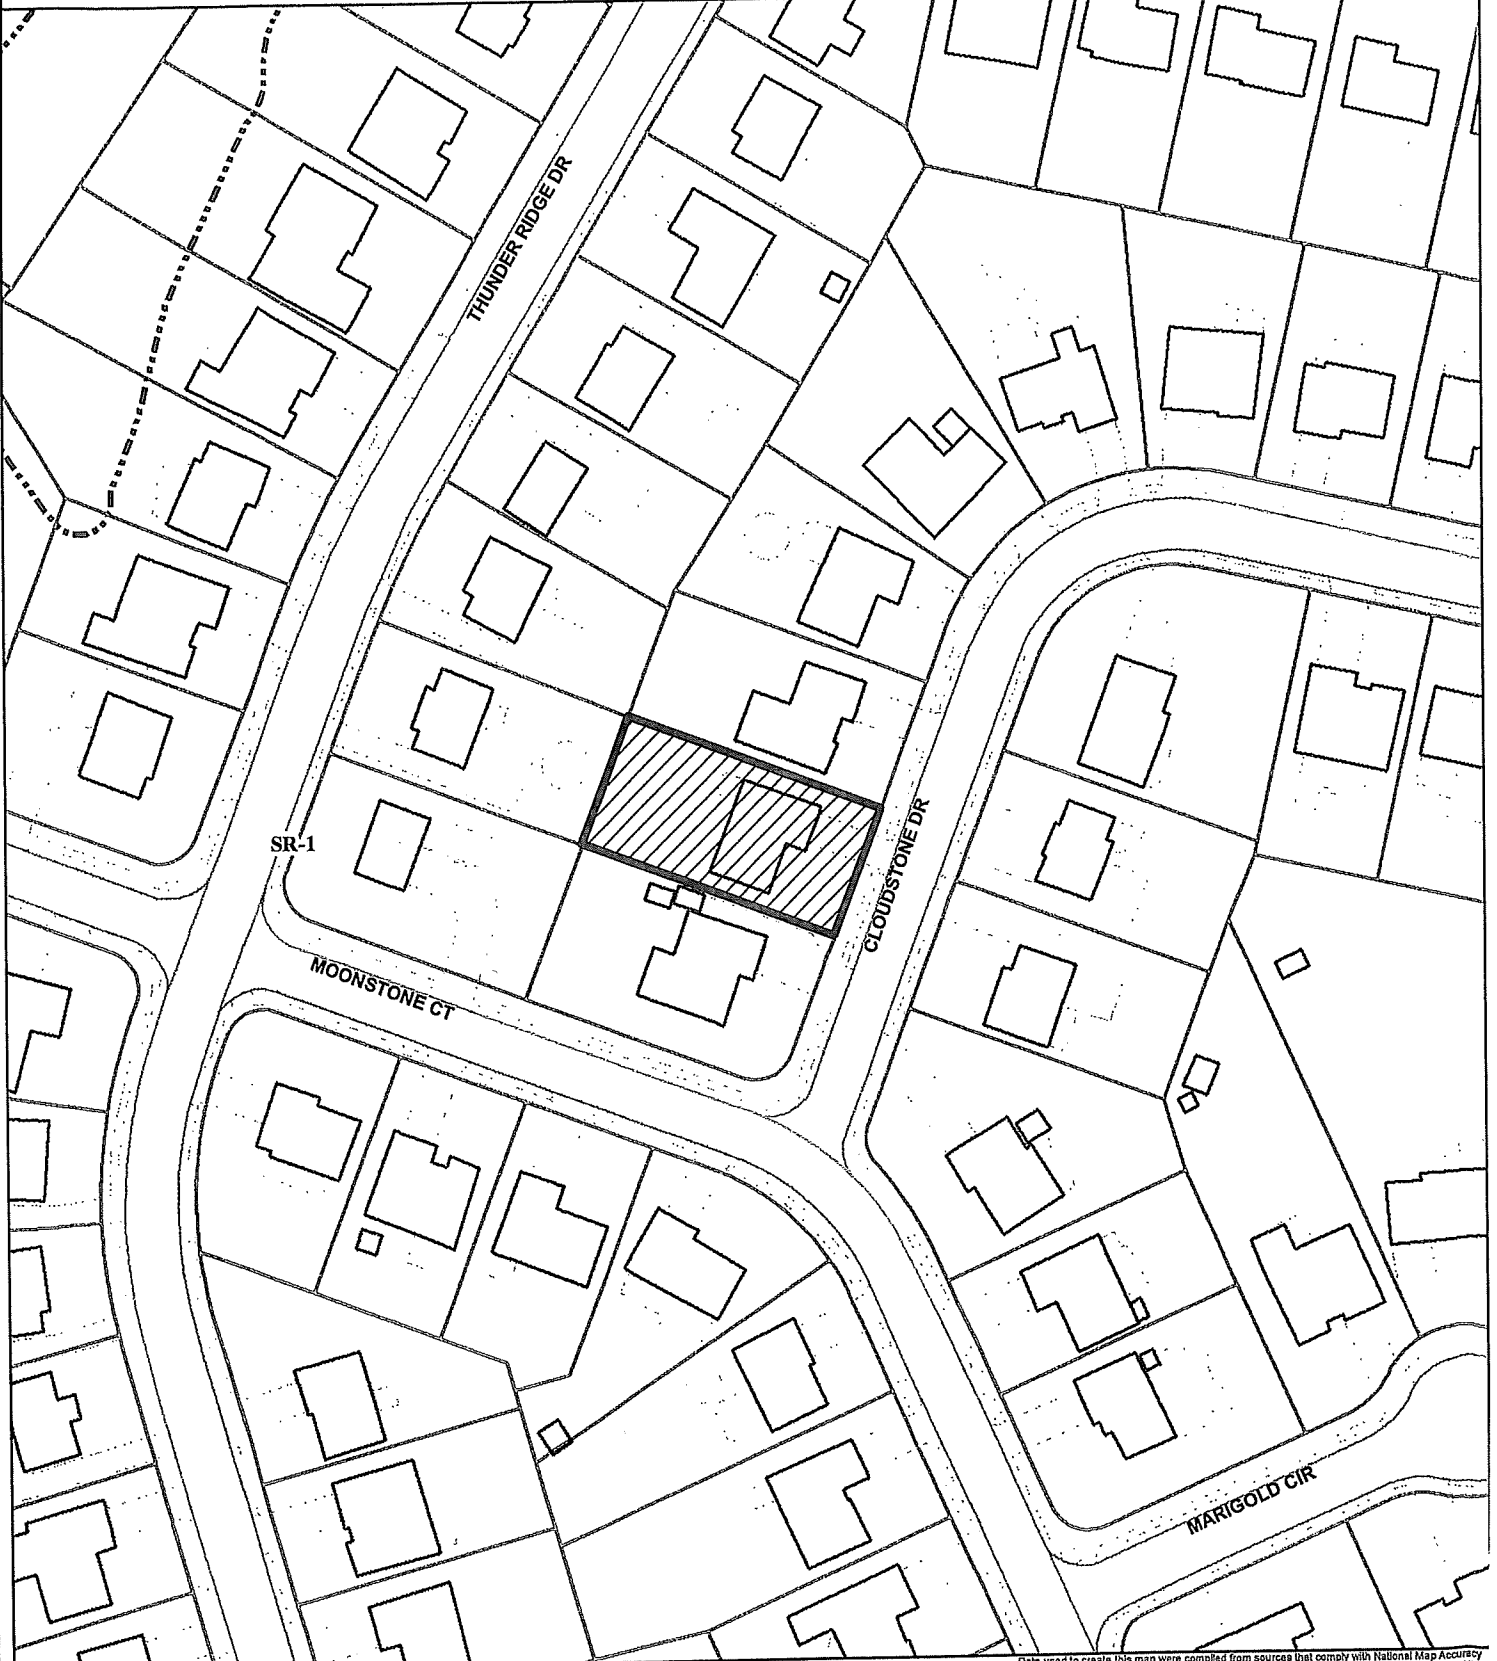 THUNDER RIDGE DR
CLOUDSTONE DR
SR-1
MOONSTONE CT
MARIGOLD CIR
Data used to create this map were compiled from sources that comply with National Map Accuracy